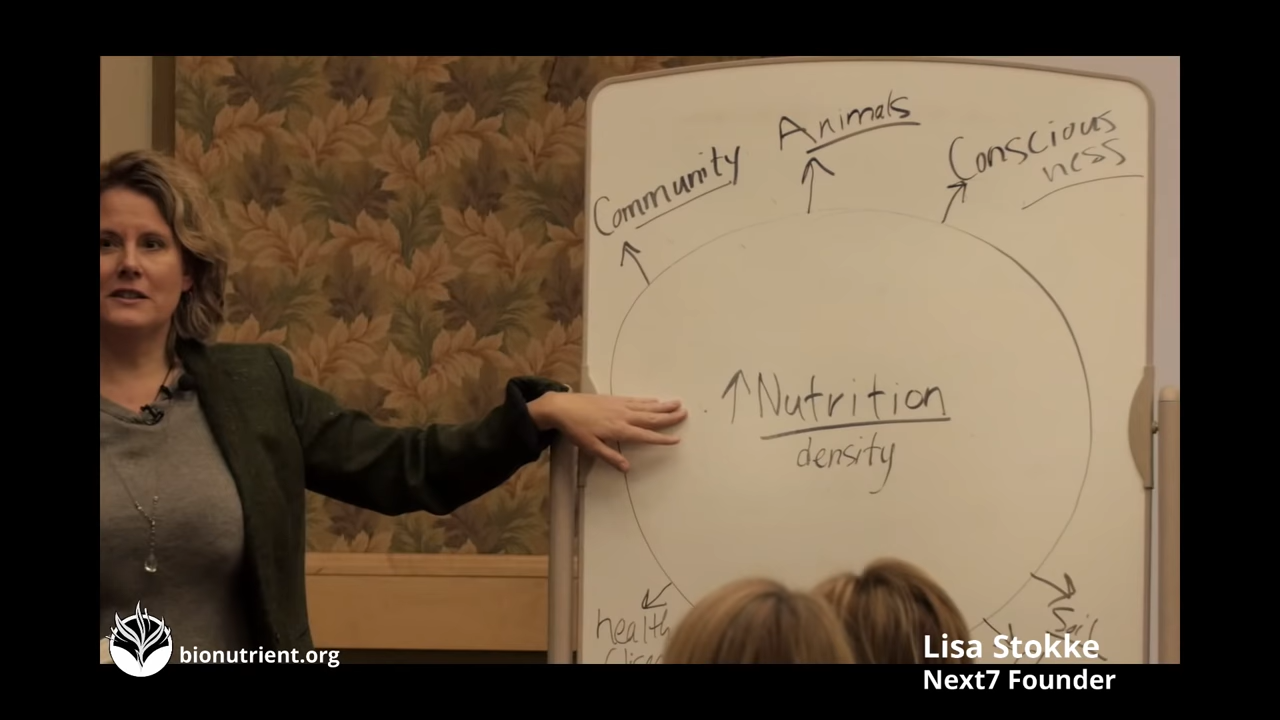 Animals
Conscious
ness
Community
↑Nutrition
density
health
Soil
Lisa Stokke
bionutrient.org
Next7 Founder